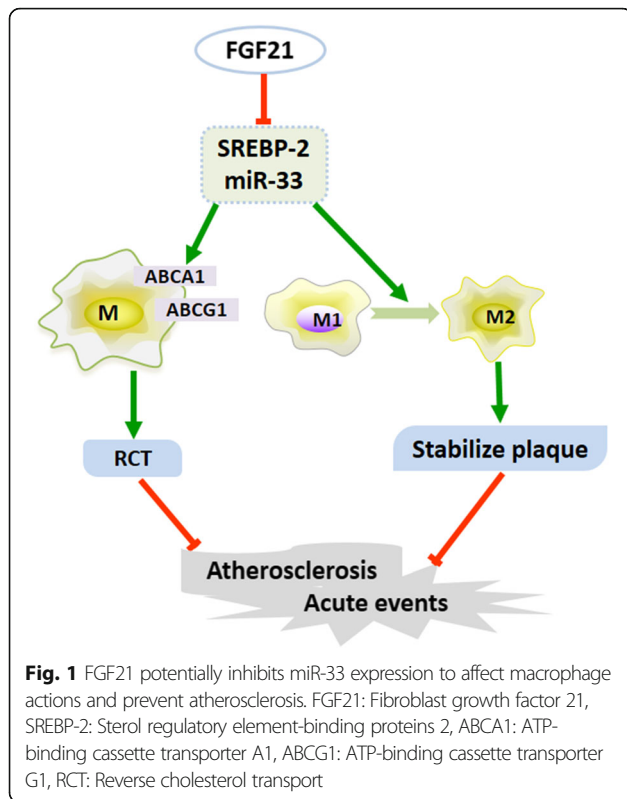 FGF21
SREBP-2
miR-33
ABCA1
M
ABCG1
M1
M2
RCT
Stabilize plaque
Atherosclerosis
Acute events
Fig. 1 FGF21 potentially inhibits miR-33 expression to affect macrophage
actions and prevent atherosclerosis. FGF21: Fibroblast growth factor 21,
SREBP-2: Sterol regulatory element-binding proteins 2, ABCA1: ATP-
binding cassette transporter A1, ABCG1: ATP-binding cassette transporter
G1, RCT: Reverse cholesterol transport